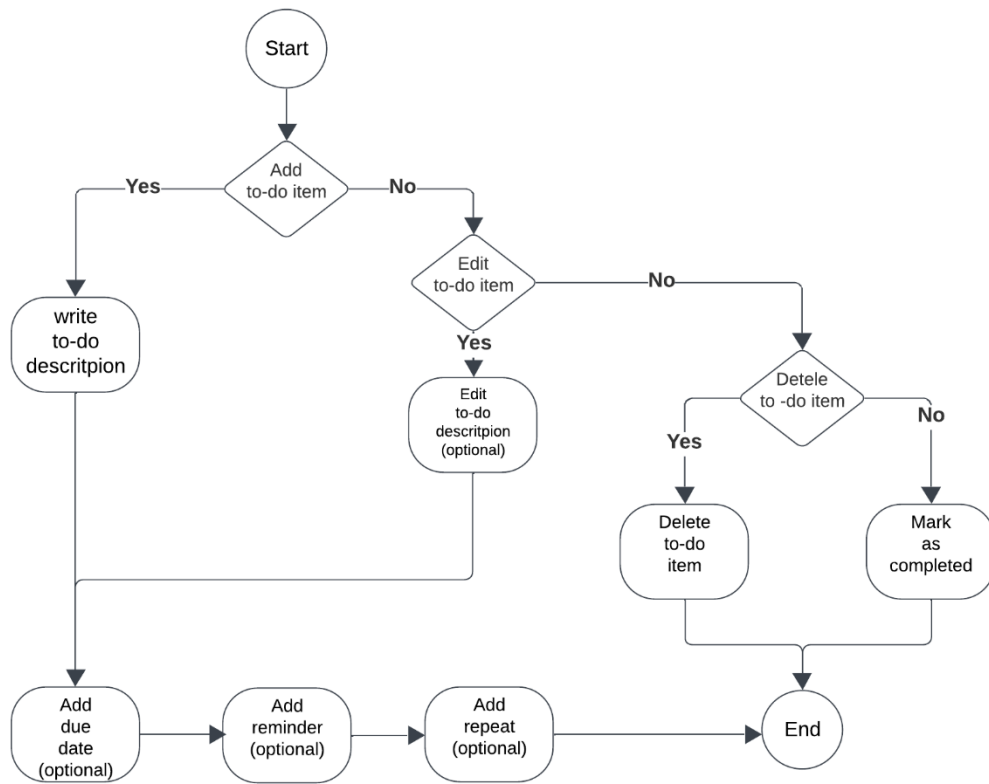 Start
Add
to-do item
Yes
No
Edit
to-do item
No
Yes
write
to-do
descritpion
Detele
to -do item
Edit
to-do
descritpion
(optional)
Yes
No
Delete
to-do
item
Mark
as
completed
Add
due
date
(optional)
Add
reminder
(optional)
Add
repeat
(optional)
End